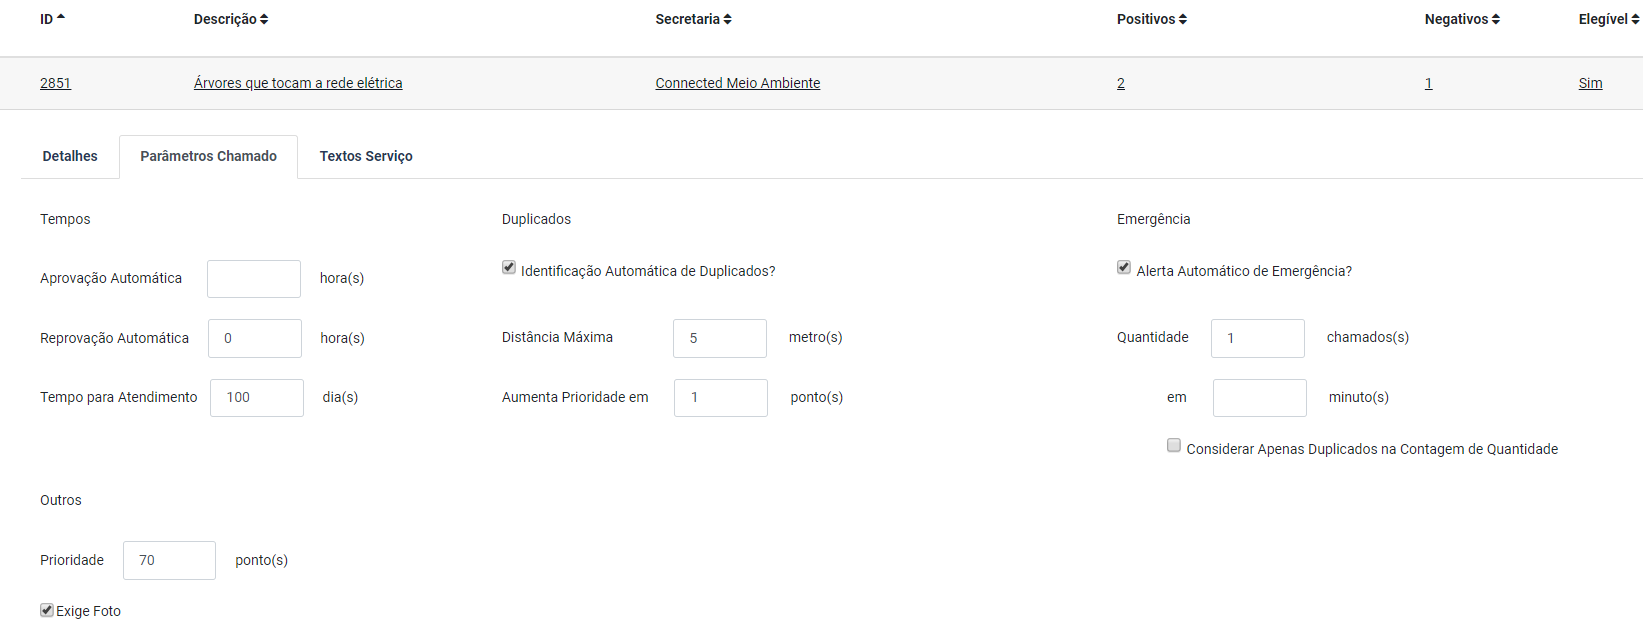 ID Descrição Secretaria Positivos Negativos Elegível
2851 Árvores que tocam a rede elétrica Connected Meio Ambiente 2 1 Sim
Detalhes Parâmetros Chamado Textos Serviço
Tempos Duplicados Emergência
Aprovação Automática hora(s) Identificação Automática de Duplicados? Alerta Automático de Emergência?
Reprovação Automática 0 hora(s) Distância Máxima 5 metro(s) Quantidade 1 chamados(s)
Tempo para Atendimento 100 dia(s) Aumenta Prioridade em 1 ponto(s) em minuto(s)
Considerar Apenas Duplicados na Contagem de Quantidade
Outros
Prioridade 70 ponto(s)
Exige Foto